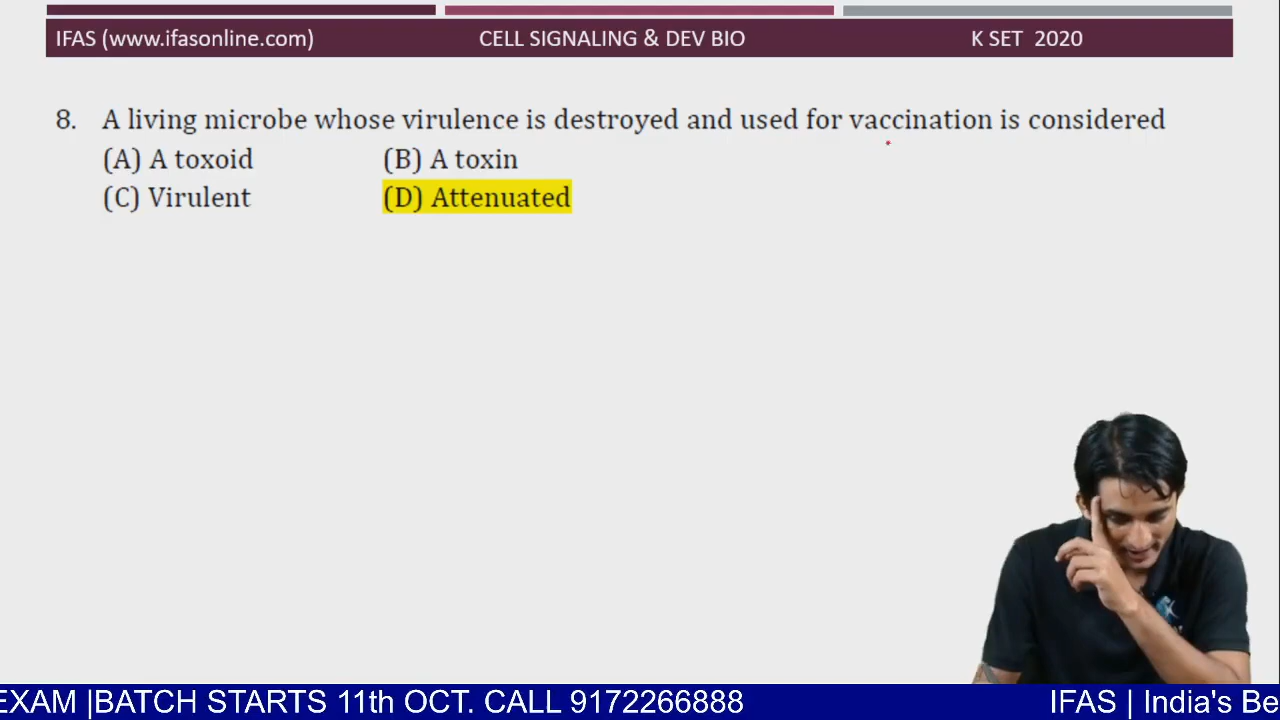 IFAS (www.ifasonline.com) CELL SIGNALING & DEV BIO K SET 2020
8. A living microbe whose virulence is destroyed and used for vaccination is considered
(A) A toxoid (B) A toxin
(C) Virulent (D) Attenuated
EXAM |BATCH STARTS 11th OCT. CALL 9172266888 IFAS | India's Be